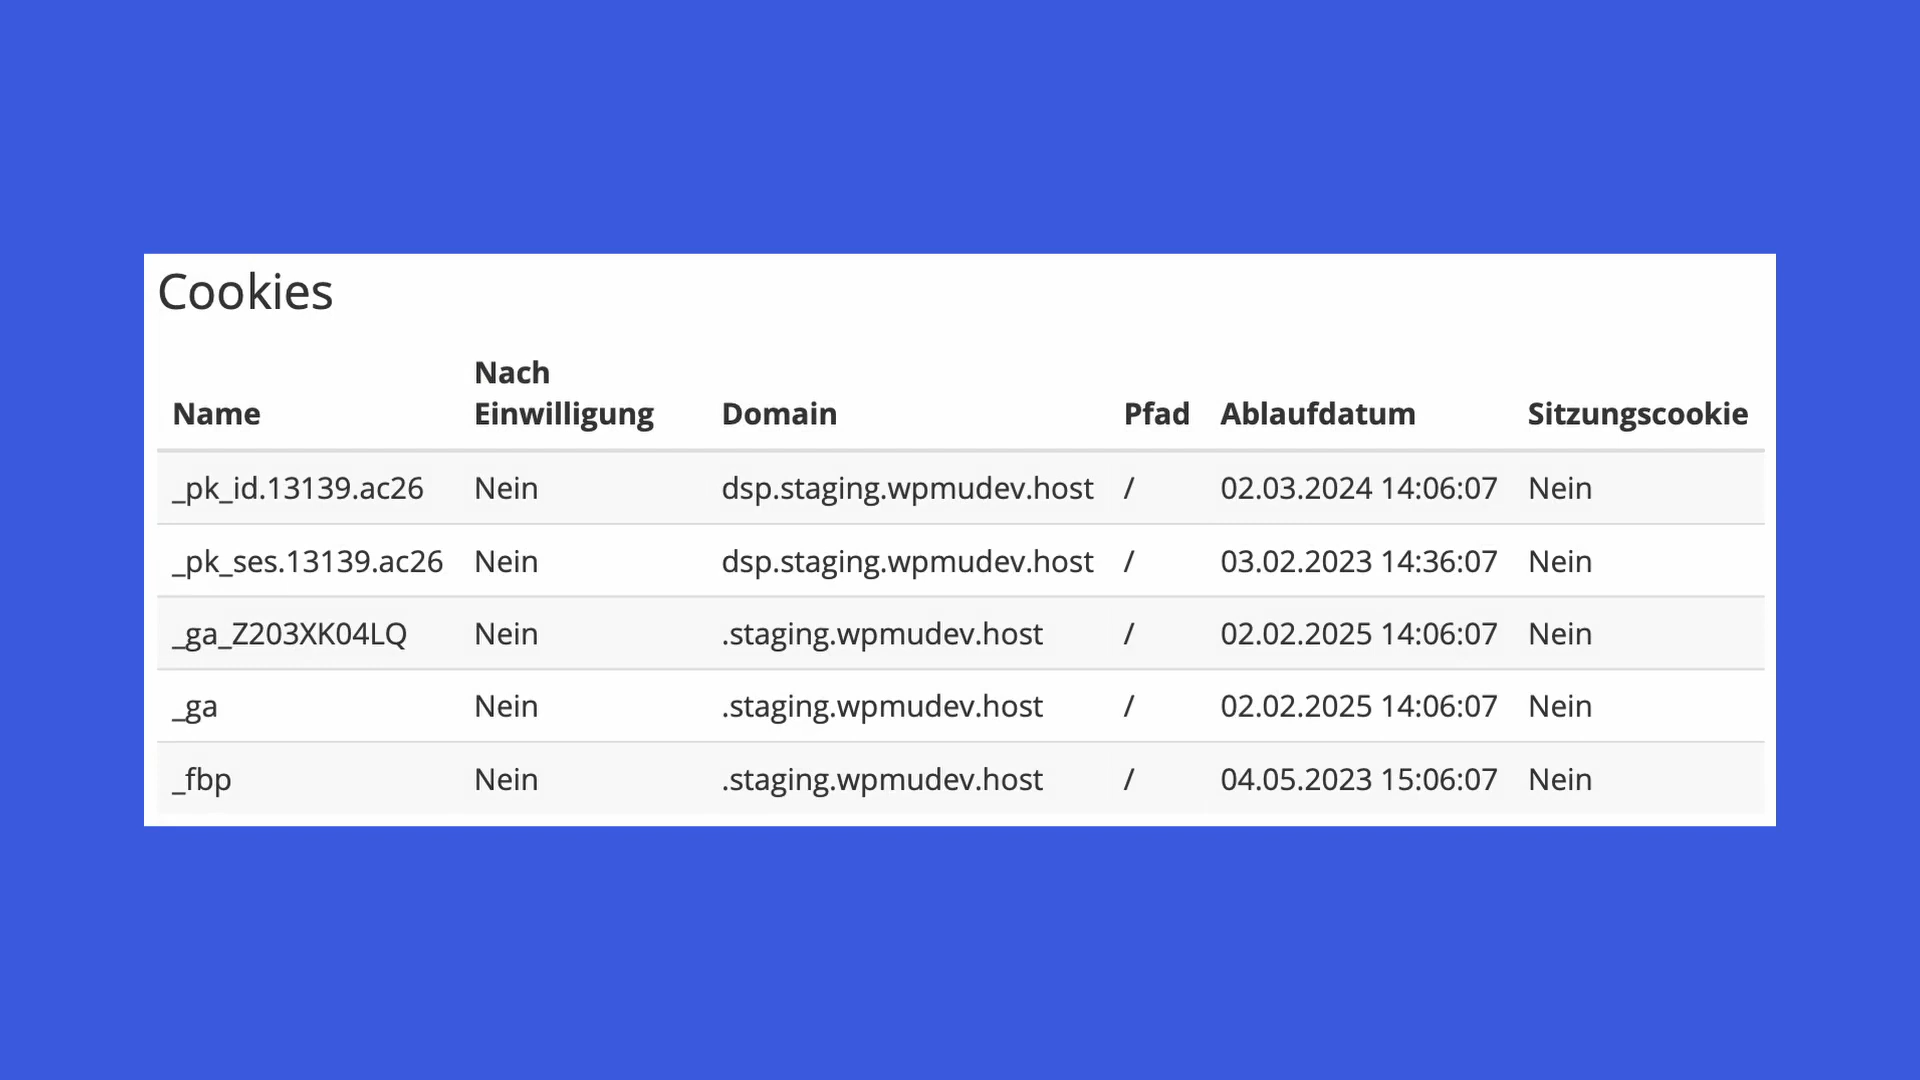 Cookies
Name Nach Einwilligung Domain Pfad Ablaufdatum Sitzungscookie
_pk_id.13139.ac26 Nein dsp.staging.wpmudev.host / 02.03.2024 14:06:07 Nein
_pk_ses.13139.ac26 Nein dsp.staging.wpmudev.host / 03.02.2023 14:36:07 Nein
_ga_Z203XK04LQ Nein .staging.wpmudev.host / 02.02.2025 14:06:07 Nein
_ga Nein .staging.wpmudev.host / 02.02.2025 14:06:07 Nein
_fbp Nein .staging.wpmudev.host / 04.05.2023 15:06:07 Nein